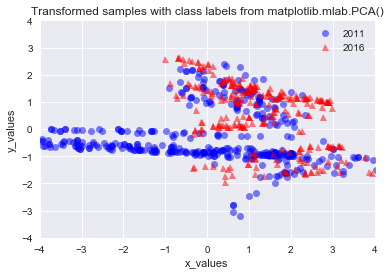 Transformed samples with class labels from matplotlib.mlab.PCA()
4
3
2
1
0
−1
−2
−3
−4
y_values
2011
2016
−4 −3 −2 −1 0 1 2 3 4
x_values